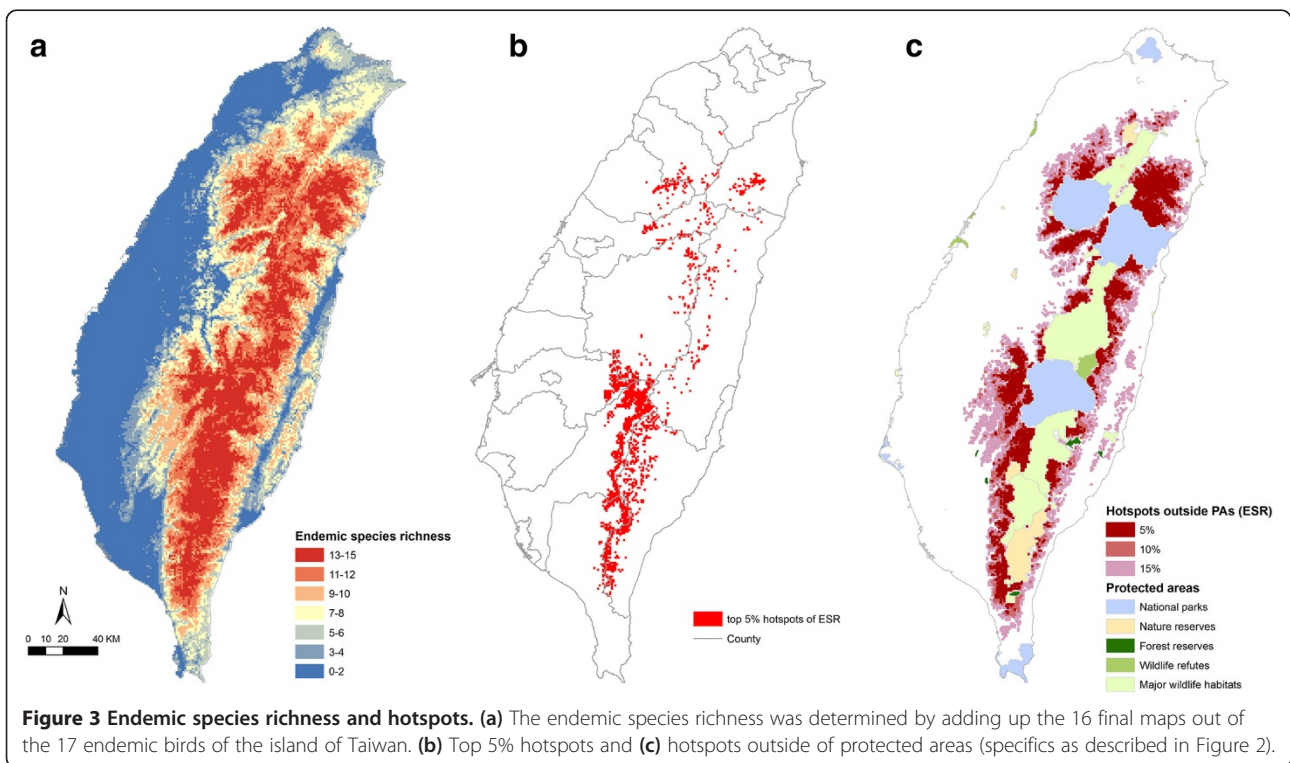 a
b
c
Endemic species richness
13-15
11-12
9-10
7-8
5-6
3-4
0-2
N
0 10 20 40 KM
top 5% hotspots of ESR
County
Hotspots outside PAs (ESR)
5%
10%
15%
Protected areas
National parks
Nature reserves
Forest reserves
Wildlife refutes
Major wildlife habitats
Figure 3 Endemic species richness and hotspots. (a) The endemic species richness was determined by adding up the 16 final maps out of
the 17 endemic birds of the island of Taiwan. (b) Top 5% hotspots and (c) hotspots outside of protected areas (specifics as described in Figure 2).